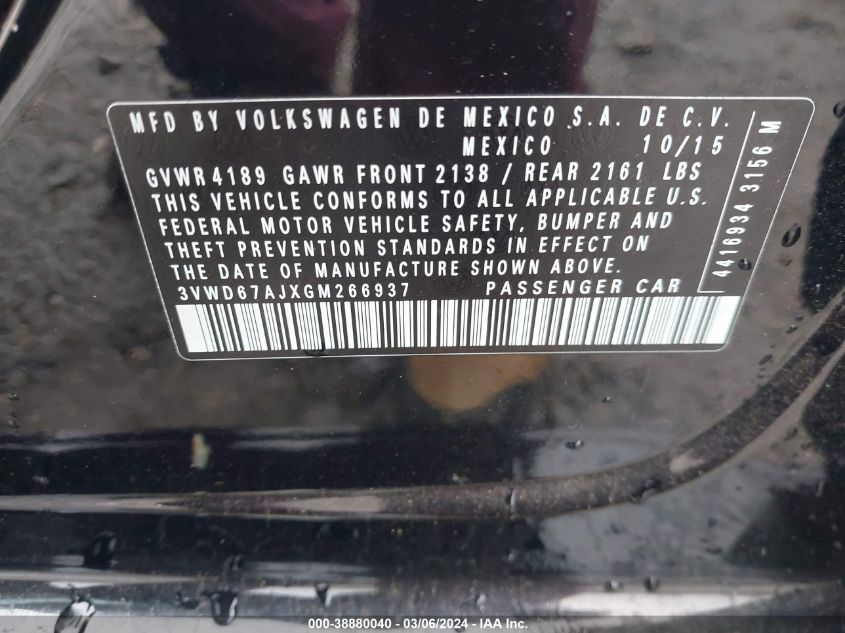 MFD BY VOLKSWAGEN DE MEXICO S.A. DE C.V.
MEXICO 10/15
GVWR 4189 GAWR FRONT 2138 / REAR 2161 LBS
THIS VEHICLE CONFORMS TO ALL APPLICABLE U.S.
FEDERAL MOTOR VEHICLE SAFETY, BUMPER AND
THEFT PREVENTION STANDARDS IN EFFECT ON
THE DATE OF MANUFACTURE SHOWN ABOVE.
3VWD67AJXGM266937 PASSENGER CAR
4416934 3156 M
000-38880040 - 03/06/2024 - IAA Inc.